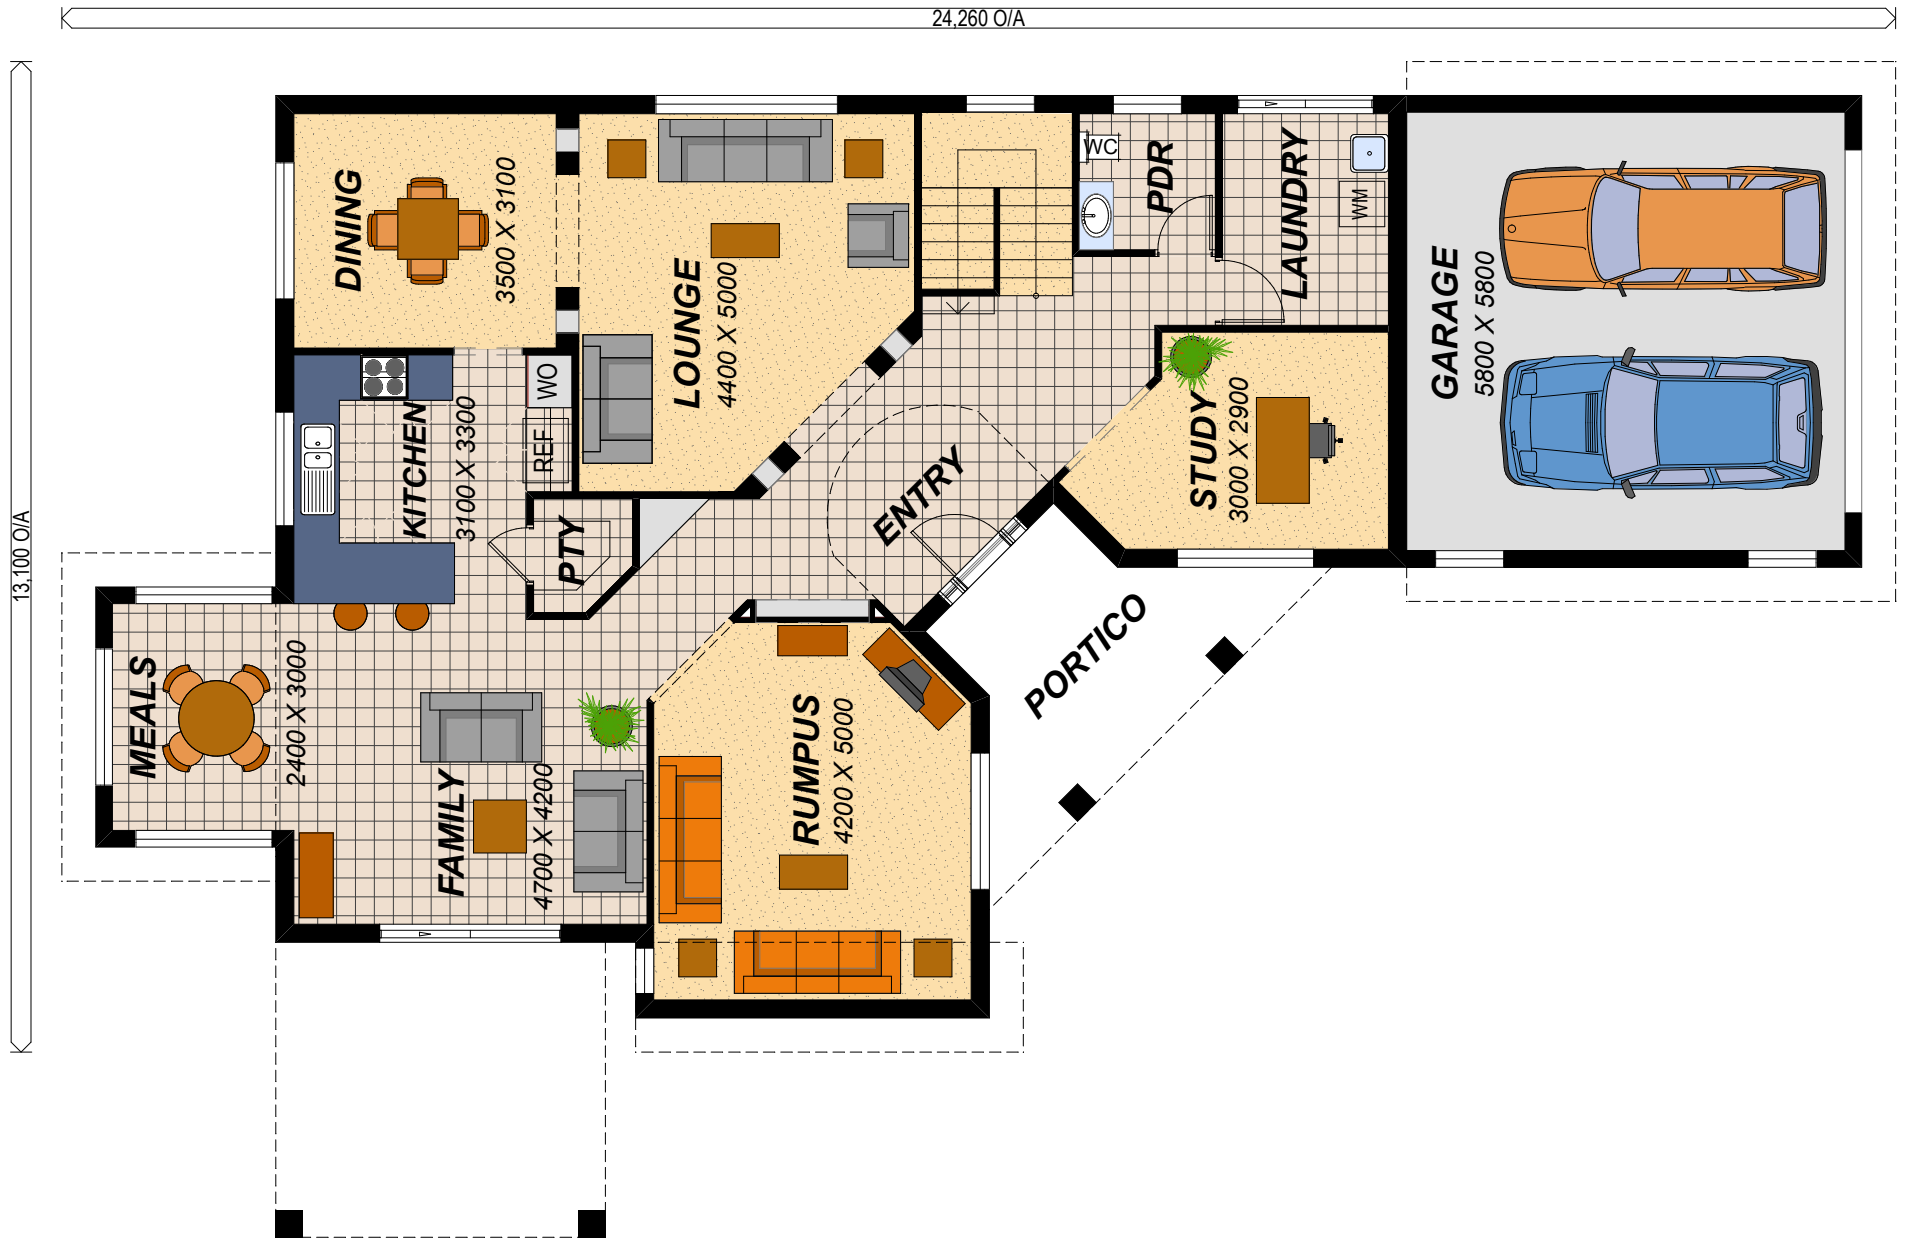 24,260 O/A
13,100 O/A
DINING
3500 X 3100
LOUNGE
4400 X 5000
WC
PDR
LAUNDRY
WM
GARAGE
5800 X 5800
KITCHEN
3100 X 3300
WO
REF
PTY
ENTRY
STUDY
3000 X 2900
MEALS
2400 X 3000
FAMILY
4700 X 4200
RUMPUS
4200 X 5000
PORTICO